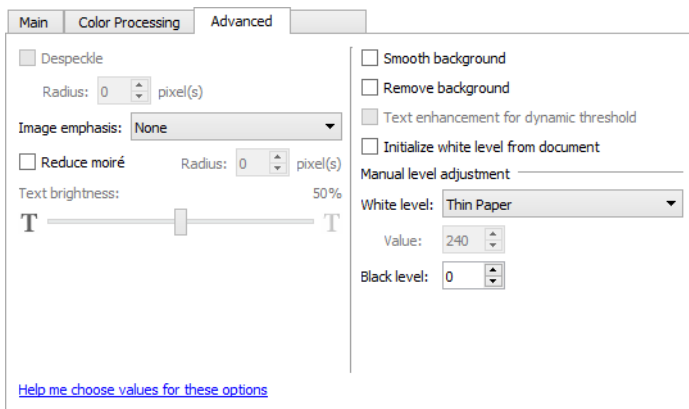 Main Color Processing Advanced
Despeckle
Radius: 0 pixel(s)
Image emphasis: None
Reduce moiré Radius: 0 pixel(s)
Text brightness: 50%
T T
Smooth background
Remove background
Text enhancement for dynamic threshold
Initialize white level from document
Manual level adjustment
White level: Thin Paper
Value: 240
Black level: 0
Help me choose values for these options